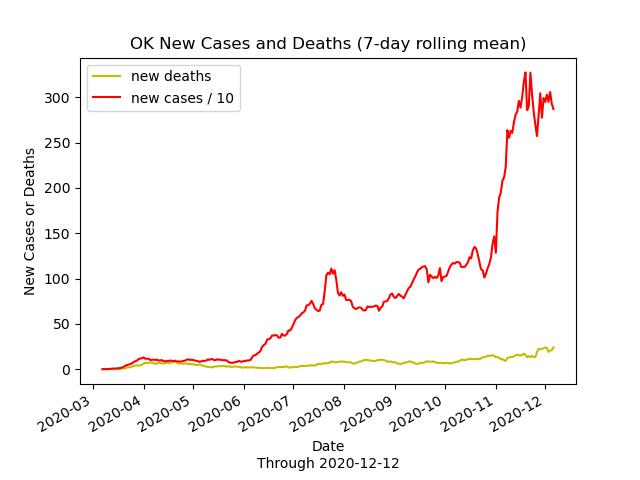 OK New Cases and Deaths (7-day rolling mean)
new deaths
new cases / 10
New Cases or Deaths
300
250
200
150
100
50
0
2020-03
2020-04
2020-05
2020-06
2020-07
2020-08
2020-09
2020-10
2020-11
2020-12
Date
Through 2020-12-12